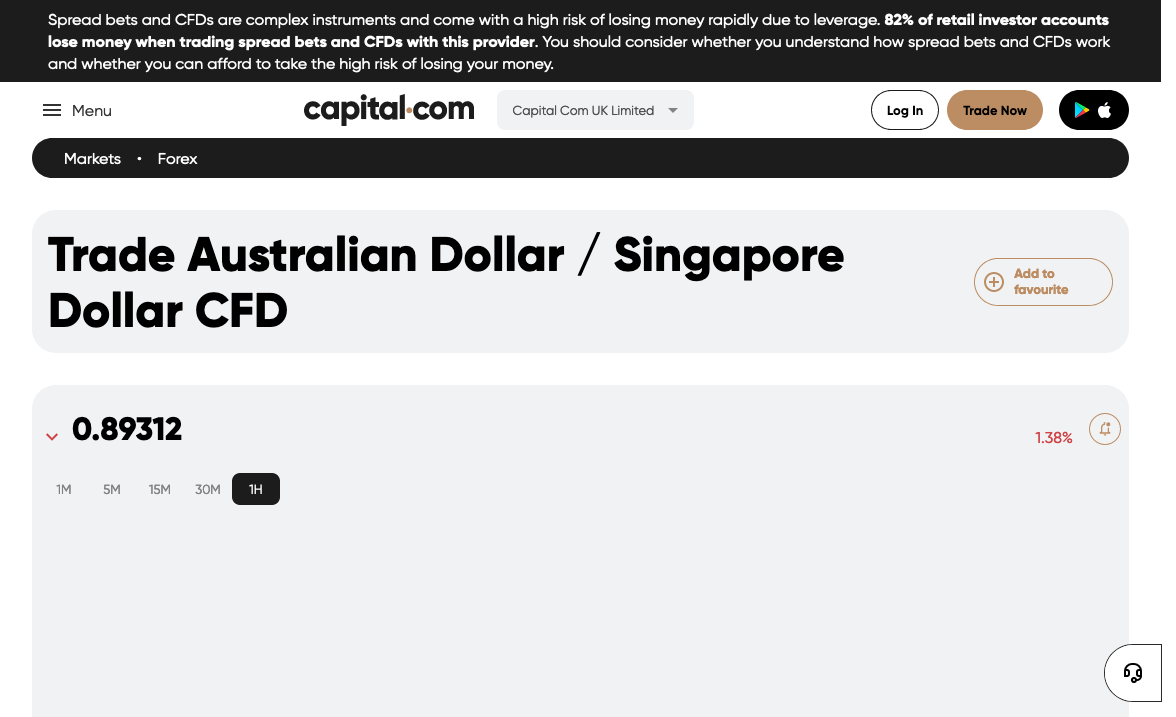 Spread bets and CFDs are complex instruments and come with a high risk of losing money rapidly due to leverage. 82% of retail investor accounts
lose money when trading spread bets and CFDs with this provider. You should consider whether you understand how spread bets and CFDs work
and whether you can afford to take the high risk of losing your money.
Menu
capital.com
Capital Com UK Limited
Log In
Trade Now
Markets • Forex
Trade Australian Dollar / Singapore
Dollar CFD
Add to
favourite
0.89312
1.38%
1M 5M 15M 30M 1H